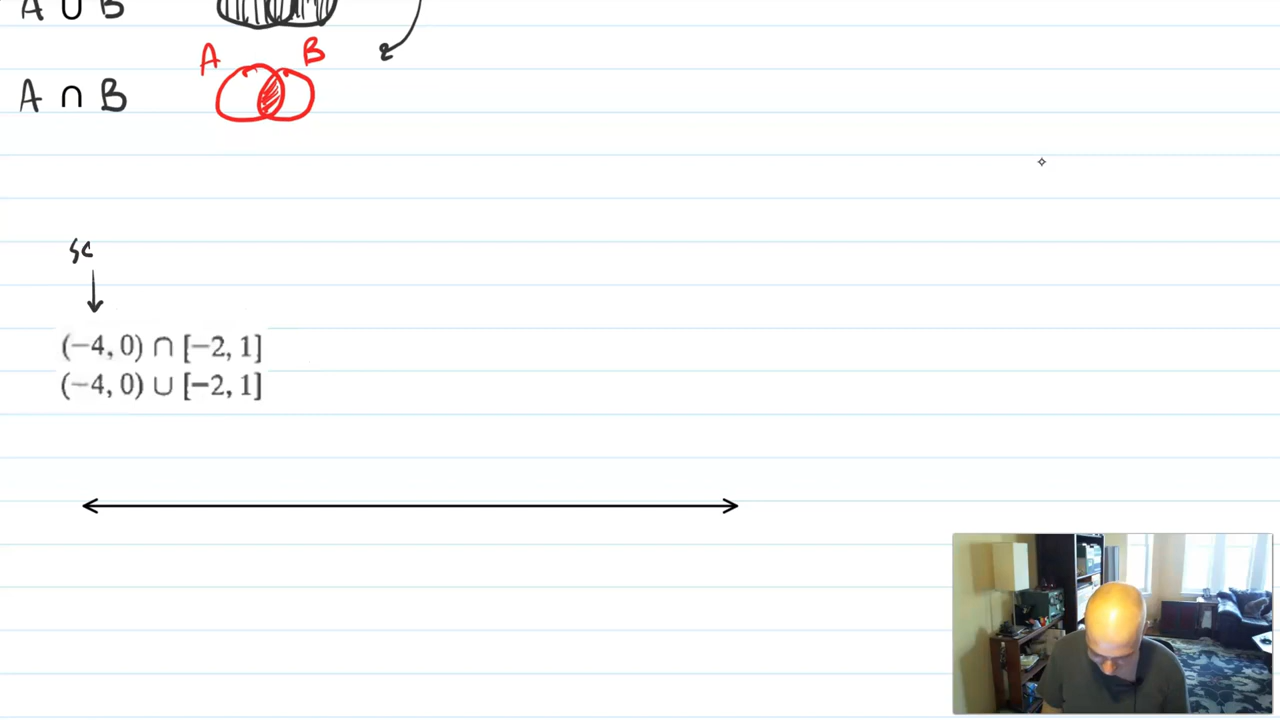 A ∪ B
A B
A ∩ B
(−4, 0) ∩ [−2, 1]
(−4, 0) ∪ [−2, 1]